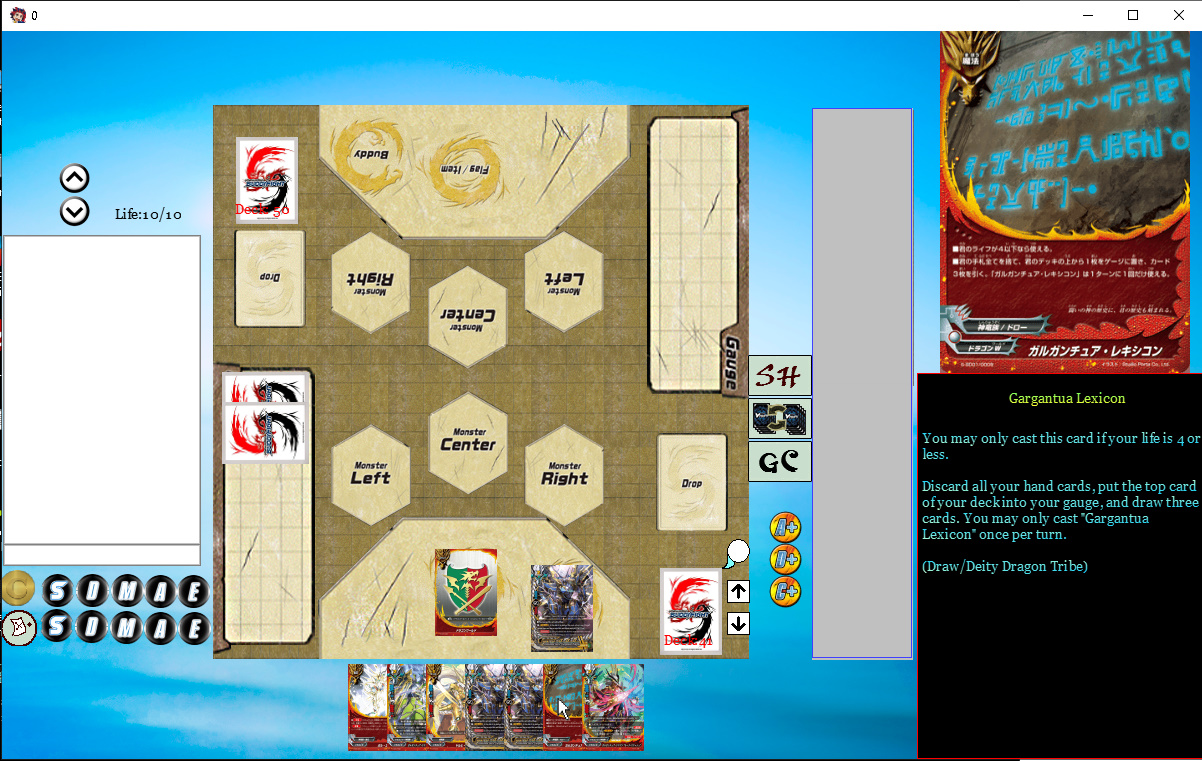 0
Life:10/10
Deck 50
Buddy
Flag / Item
Drop
Monster
Right
Monster
Center
Monster
Left
Gauge
Monster
Left
Monster
Center
Monster
Right
Drop
Deck 41
SH
GC
A+
D+
C+
C S D M A E
S D M A E
魔法
■君のライフが4以下なら使える。
■君の手札全てを捨て、君のデッキの上から1枚をゲージに置き、カード
3枚を引く。「ガルガンチュア・レキシコン」は1ターンに1回だけ使える。
神竜族 / ドロー
ドラゴンW
ガルガンチュア・レキシコン
Gargantua Lexicon
You may only cast this card if your life is 4 or
less.
Discard all your hand cards, put the top card
of your deckinto your gauge, and draw three
cards. You may only cast "Gargantua
Lexicon" once per turn.
(Draw/Deity Dragon Tribe)